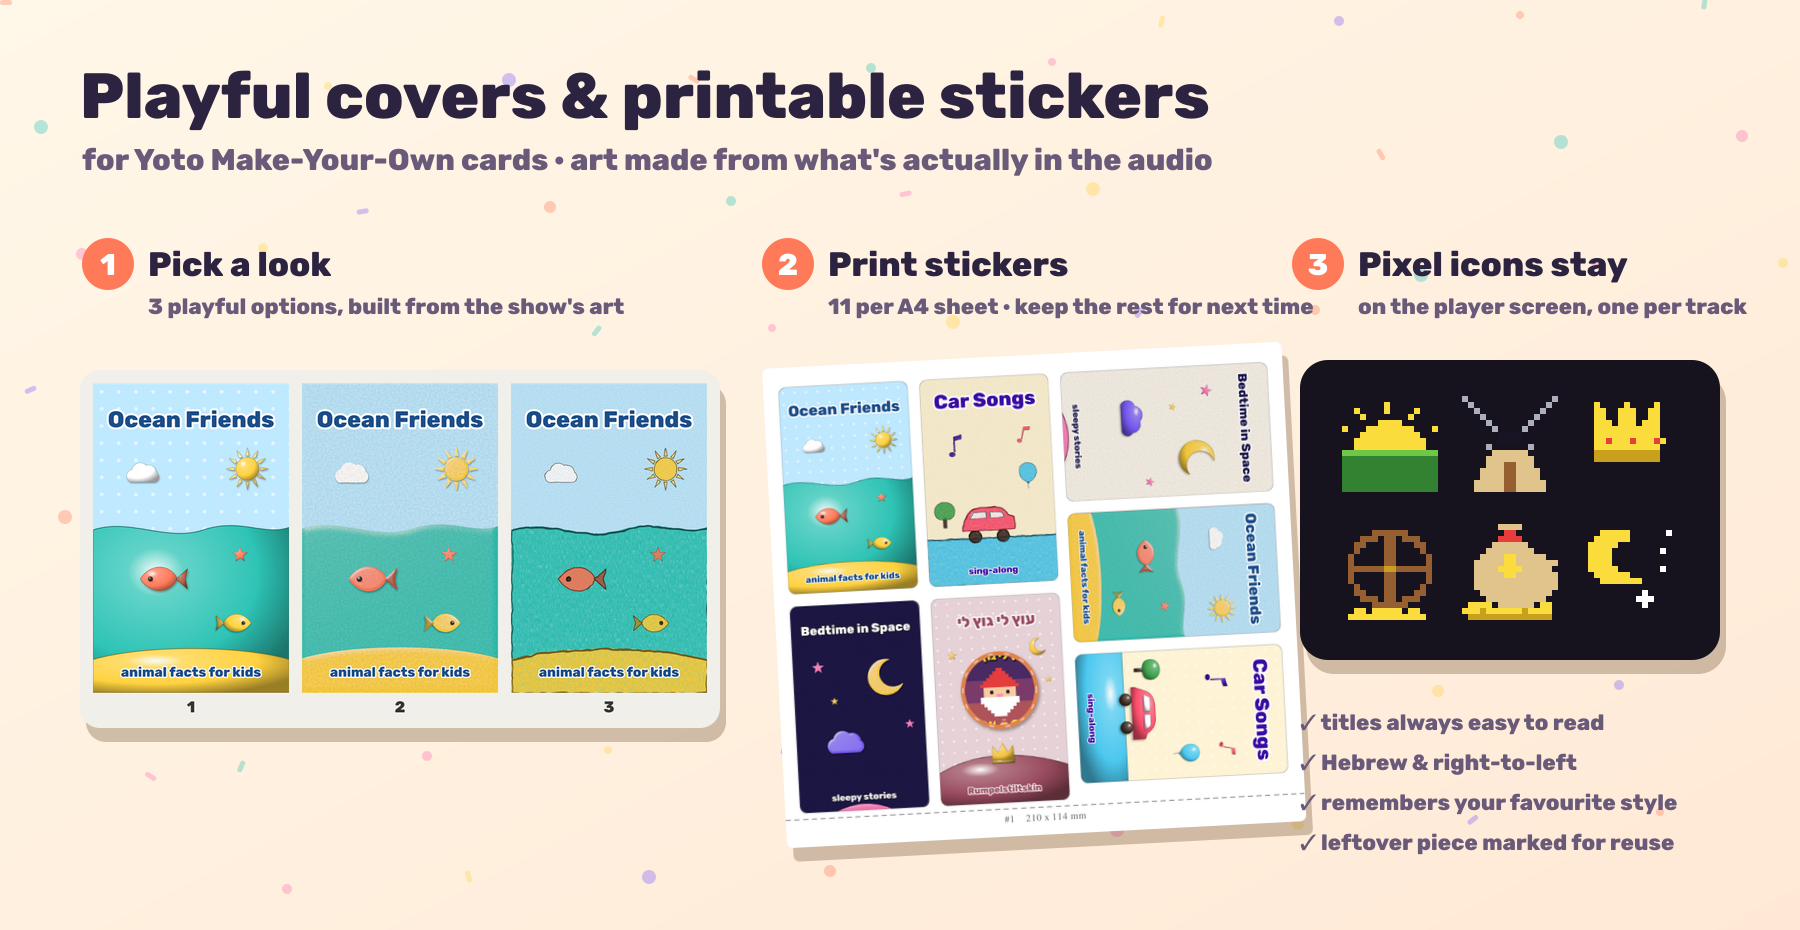 Playful covers & printable stickers
for Yoto Make-Your-Own cards • art made from what's actually in the audio
1 Pick a look
3 playful options, built from the show's art
Ocean Friends
animal facts for kids
1
Ocean Friends
animal facts for kids
2
Ocean Friends
animal facts for kids
3
2 Print stickers
11 per A4 sheet • keep the rest for next time
Ocean Friends
animal facts for kids
Car Songs
sing-along
Bedtime in Space
sleepy stories
Ocean Friends
animal facts for kids
Bedtime in Space
sleepy stories
עוץ לי גוץ לי
Rumpelstiltskin
Car Songs
sing-along
#1 210 x 114 mm
3 Pixel icons stay
on the player screen, one per track
✓ titles always easy to read
✓ Hebrew & right-to-left
✓ remembers your favourite style
✓ leftover piece marked for reuse